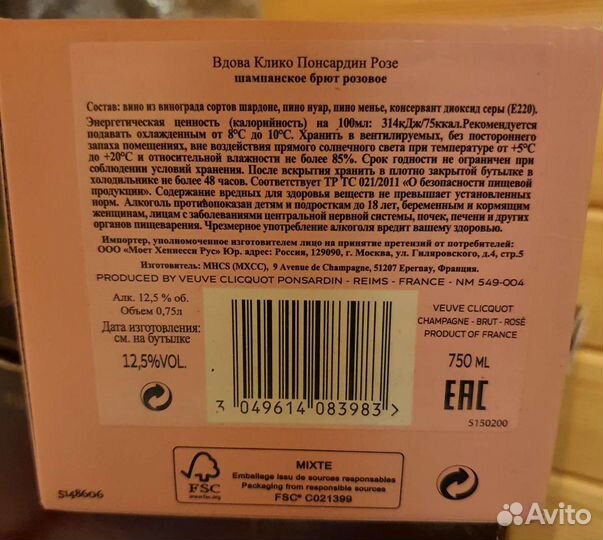 Вдова Клико Понсардин Розе
шампанское брют розовое
Состав: вино из винограда сортов шардоне, пино нуар, пино менье, консервант диоксид серы (Е220).
Энергетическая ценность (калорийность) на 100мл: 314кДж/75ккал.Рекомендуется
подавать охлажденным от 8°С до 10°С. Хранить в вентилируемых, без постороннего
запаха помещениях, вне воздействия прямого солнечного света при температуре от +5°С
до +20°С и относительной влажности не более 85%. Срок годности не ограничен при
соблюдении условий хранения. После вскрытия хранить в плотно закрытой бутылке в
холодильнике не более 48 часов. Соответствует ТР ТС 021/2011 «О безопасности пищевой
продукции». Содержание вредных для здоровья веществ не превышает установленных
норм. Алкоголь противопоказан детям и подросткам до 18 лет, беременным и кормящим
женщинам, лицам с заболеваниями центральной нервной системы, почек, печени и других
органов пищеварения. Чрезмерное употребление алкоголя вредит вашему здоровью.
Импортер, уполномоченное изготовителем лицо на принятие претензий от потребителей:
ООО «Моет Хеннесси Рус» Юр. адрес: Россия, 129090, г. Москва, ул. Гиляровского, д.4, стр.5
Изготовитель: MHCS (МХСС), 9 Avenue de Champagne, 51207 Epernay, Франция.
PRODUCED BY VEUVE CLICQUOT PONSARDIN - REIMS - FRANCE - NM 549-004
Алк. 12,5 % об.
Объем 0,75л
Дата изготовления:
см. на бутылке
12,5%VOL.
3 049614 083983 >
VEUVE CLICQUOT
CHAMPAGNE - BRUT - ROSÉ
PRODUCT OF FRANCE
750 ML
EAC
5150200
5148606
FSC
www.fsc.org
MIXTE
Emballage issu de sources responsables
Packaging from responsible sources
FSC® C021399
Avito